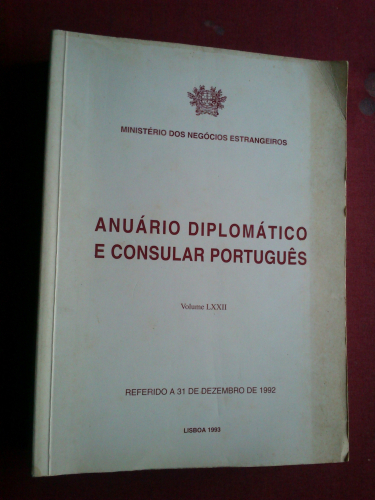 MINISTÉRIO DOS NEGÓCIOS ESTRANGEIROS
ANUÁRIO DIPLOMÁTICO
E CONSULAR PORTUGUÊS
Volume LXXII
REFERIDO A 31 DE DEZEMBRO DE 1992
LISBOA 1993